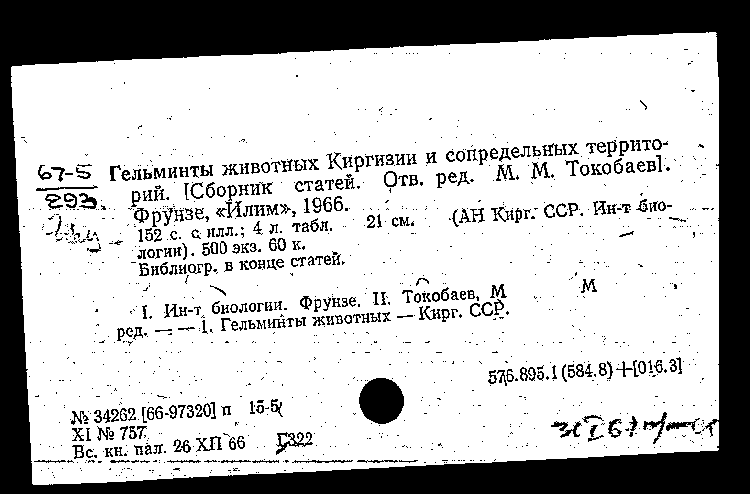 67-5
293
Гельминты животных Киргизии и сопредельных террито-
рий. [Сборник статей. Отв. ред. М. М. Токобаев].
Фрунзе, «Илим», 1966.
152 с. с илл.; 4 л. табл. 21 см. (АН Кирг. ССР. Ин-т био-
логии). 500 экз. 60 к.
Библиогр. в конце статей.
I. Ин-т биологии. Фрунзе. II. Токобаев, М М
ред. — — 1. Гельминты животных — Кирг. ССР.
576.895.1(584.8)+[016.3]
№ 34262 [66-97320] п 15-5
XI № 757
Вс. кн. пал. 26 XII 66 Г322